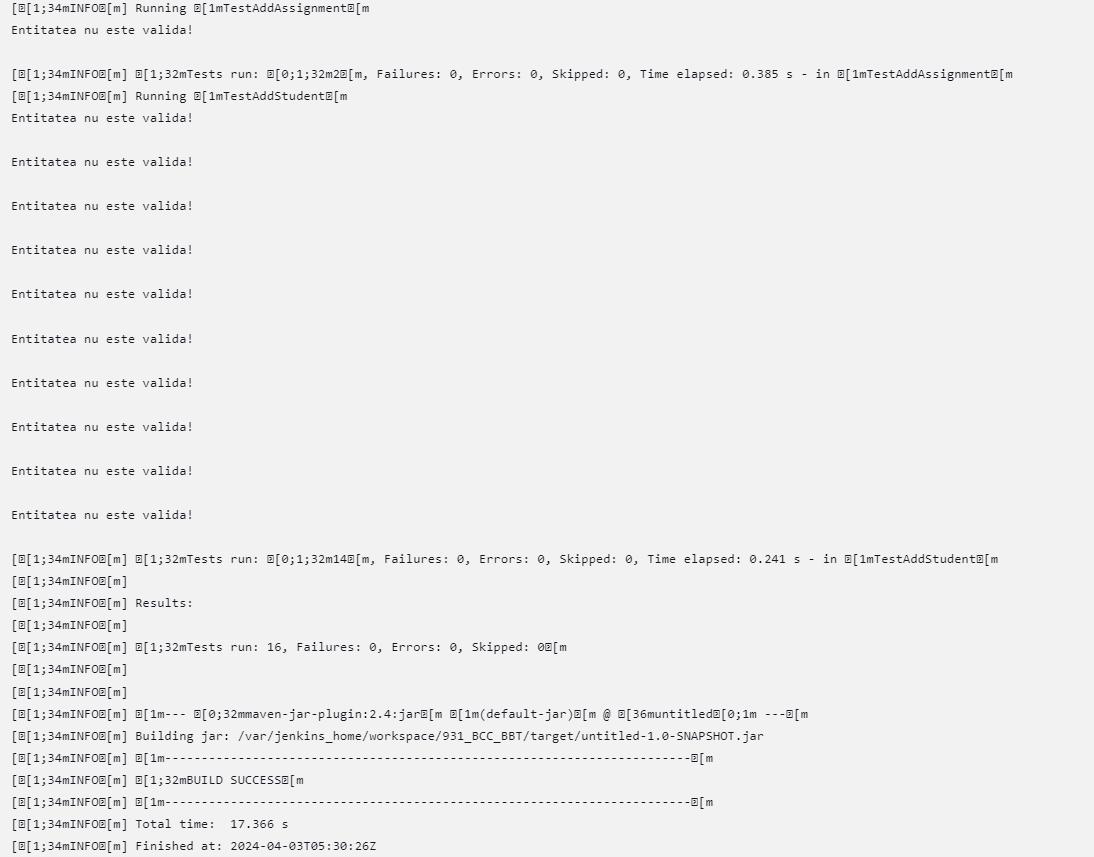 [␛[1;34mINFO␛[m] Running ␛[1mTestAddAssignment␛[m
Entitatea nu este valida!
[␛[1;34mINFO␛[m] ␛[1;32mTests run: ␛[0;1;32m2␛[m, Failures: 0, Errors: 0, Skipped: 0, Time elapsed: 0.385 s - in ␛[1mTestAddAssignment␛[m
[␛[1;34mINFO␛[m] Running ␛[1mTestAddStudent␛[m
Entitatea nu este valida!
Entitatea nu este valida!
Entitatea nu este valida!
Entitatea nu este valida!
Entitatea nu este valida!
Entitatea nu este valida!
Entitatea nu este valida!
Entitatea nu este valida!
Entitatea nu este valida!
Entitatea nu este valida!
[␛[1;34mINFO␛[m] ␛[1;32mTests run: ␛[0;1;32m14␛[m, Failures: 0, Errors: 0, Skipped: 0, Time elapsed: 0.241 s - in ␛[1mTestAddStudent␛[m
[␛[1;34mINFO␛[m]
[␛[1;34mINFO␛[m] Results:
[␛[1;34mINFO␛[m]
[␛[1;34mINFO␛[m] ␛[1;32mTests run: 16, Failures: 0, Errors: 0, Skipped: 0␛[m
[␛[1;34mINFO␛[m]
[␛[1;34mINFO␛[m]
[␛[1;34mINFO␛[m] ␛[1m--- ␛[0;32mmaven-jar-plugin:2.4:jar␛[m ␛[1m(default-jar)␛[m @ ␛[36muntitled␛[0;1m ---␛[m
[␛[1;34mINFO␛[m] Building jar: /var/jenkins_home/workspace/931_BCC_BBT/target/untitled-1.0-SNAPSHOT.jar
[␛[1;34mINFO␛[m] ␛[1m------------------------------------------------------------------------␛[m
[␛[1;34mINFO␛[m] ␛[1;32mBUILD SUCCESS␛[m
[␛[1;34mINFO␛[m] ␛[1m------------------------------------------------------------------------␛[m
[␛[1;34mINFO␛[m] Total time:  17.366 s
[␛[1;34mINFO␛[m] Finished at: 2024-04-03T05:30:26Z